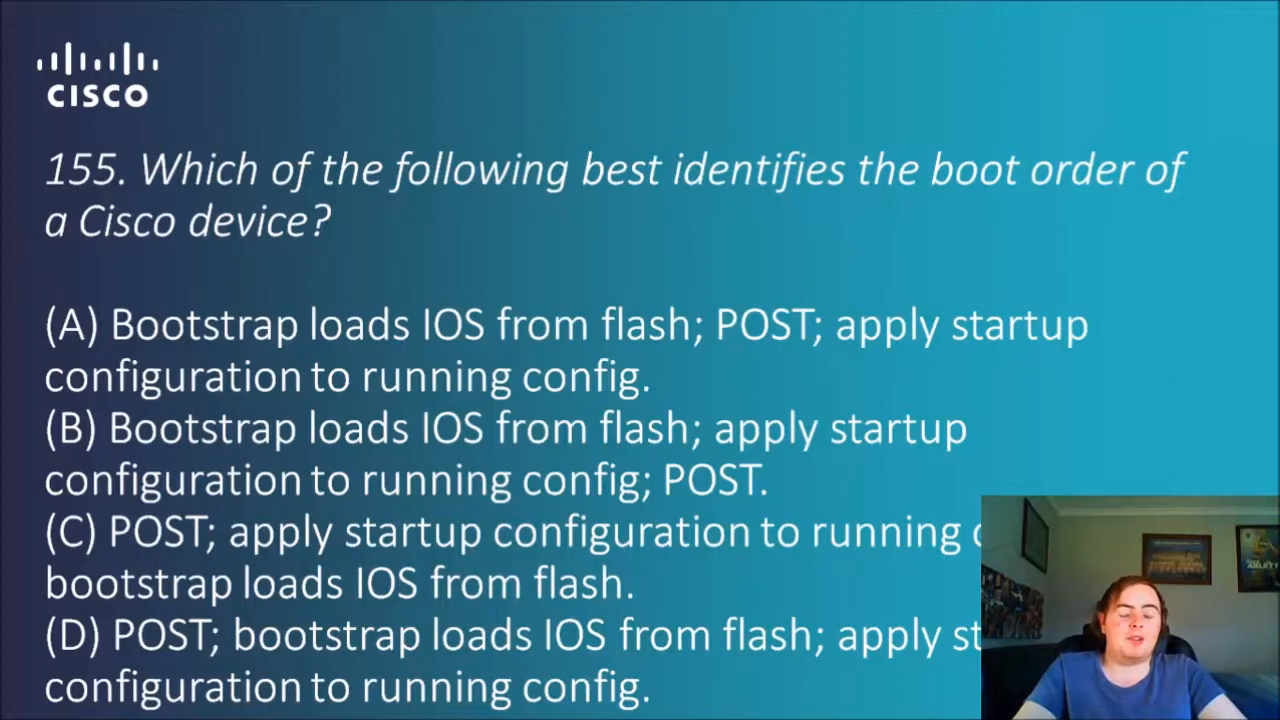 CISCO
155. Which of the following best identifies the boot order of
a Cisco device?
(A) Bootstrap loads IOS from flash; POST; apply startup
configuration to running config.
(B) Bootstrap loads IOS from flash; apply startup
configuration to running config; POST.
(C) POST; apply startup configuration to running
bootstrap loads IOS from flash.
(D) POST; bootstrap loads IOS from flash; apply
configuration to running config.